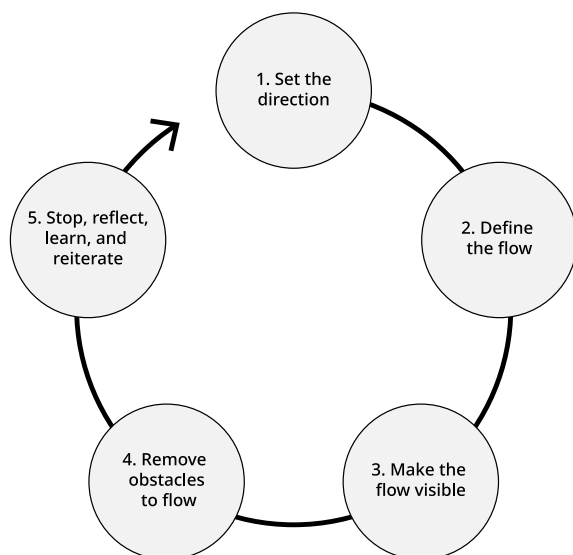 1. Set the
direction
2. Define
the flow
3. Make the
flow visible
4. Remove
obstacles
to flow
5. Stop, reflect,
learn, and
reiterate